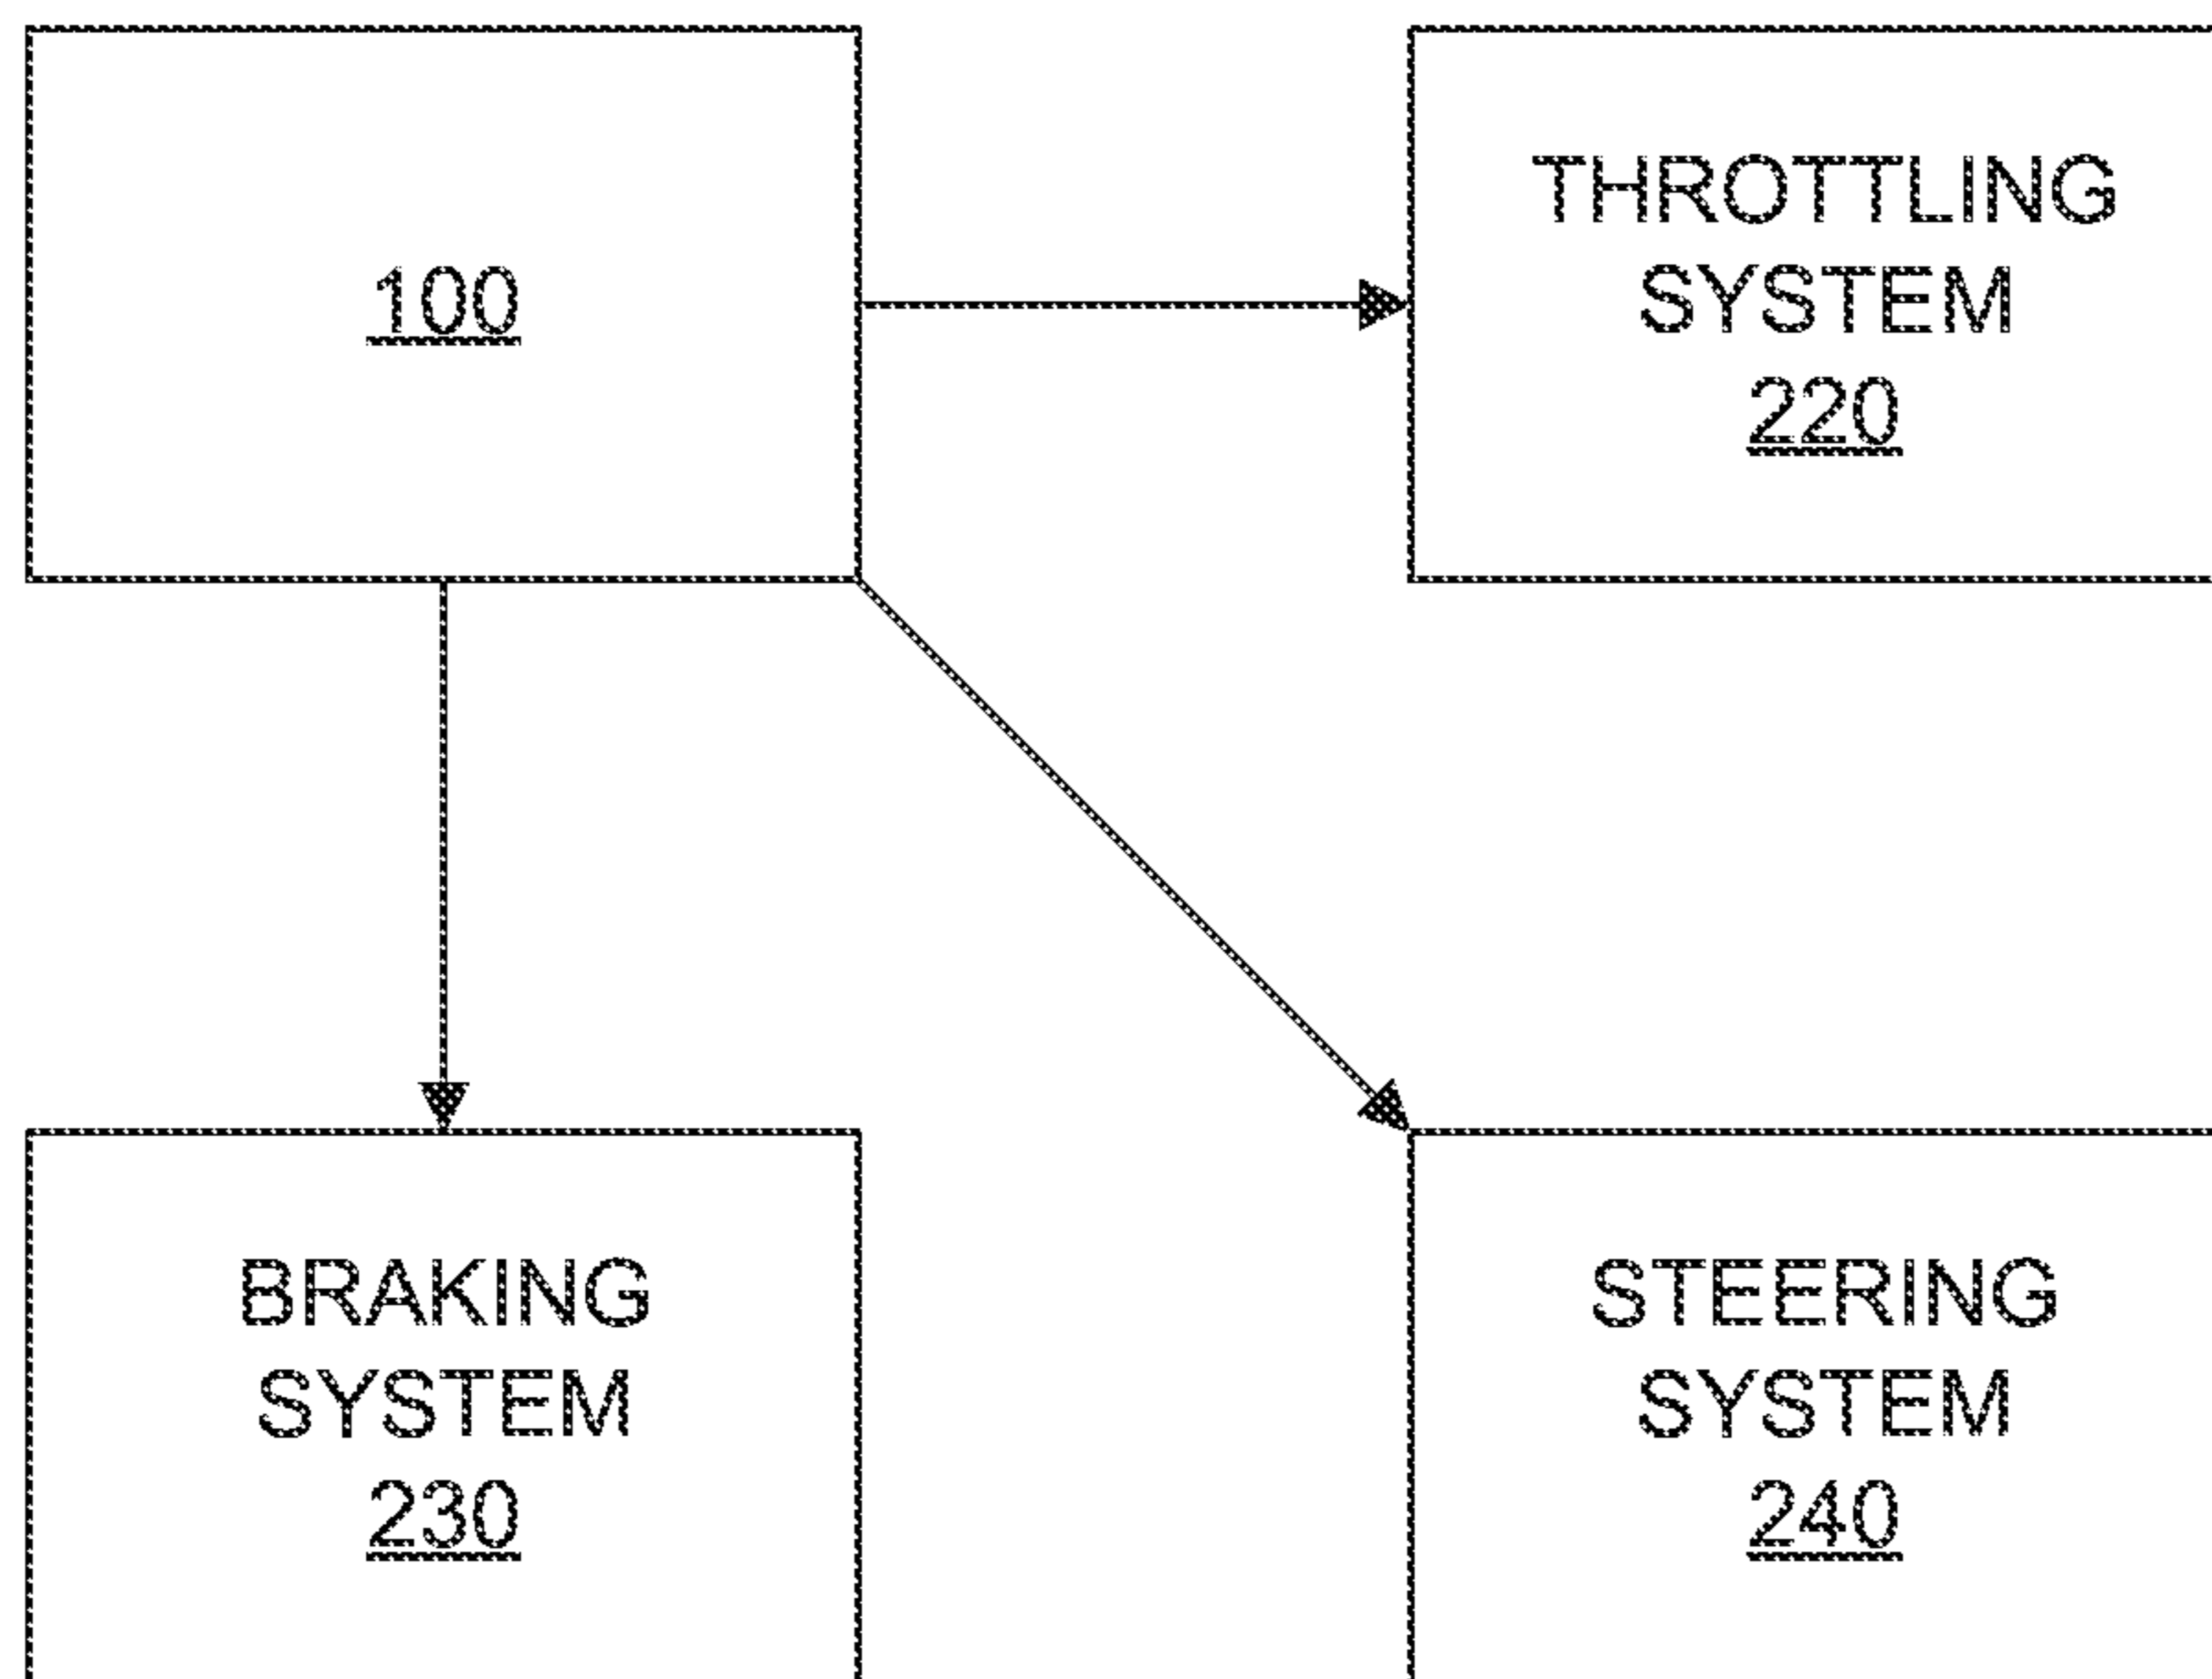 100
THROTTLING
SYSTEM
220
BRAKING
SYSTEM
230
STEERING
SYSTEM
240